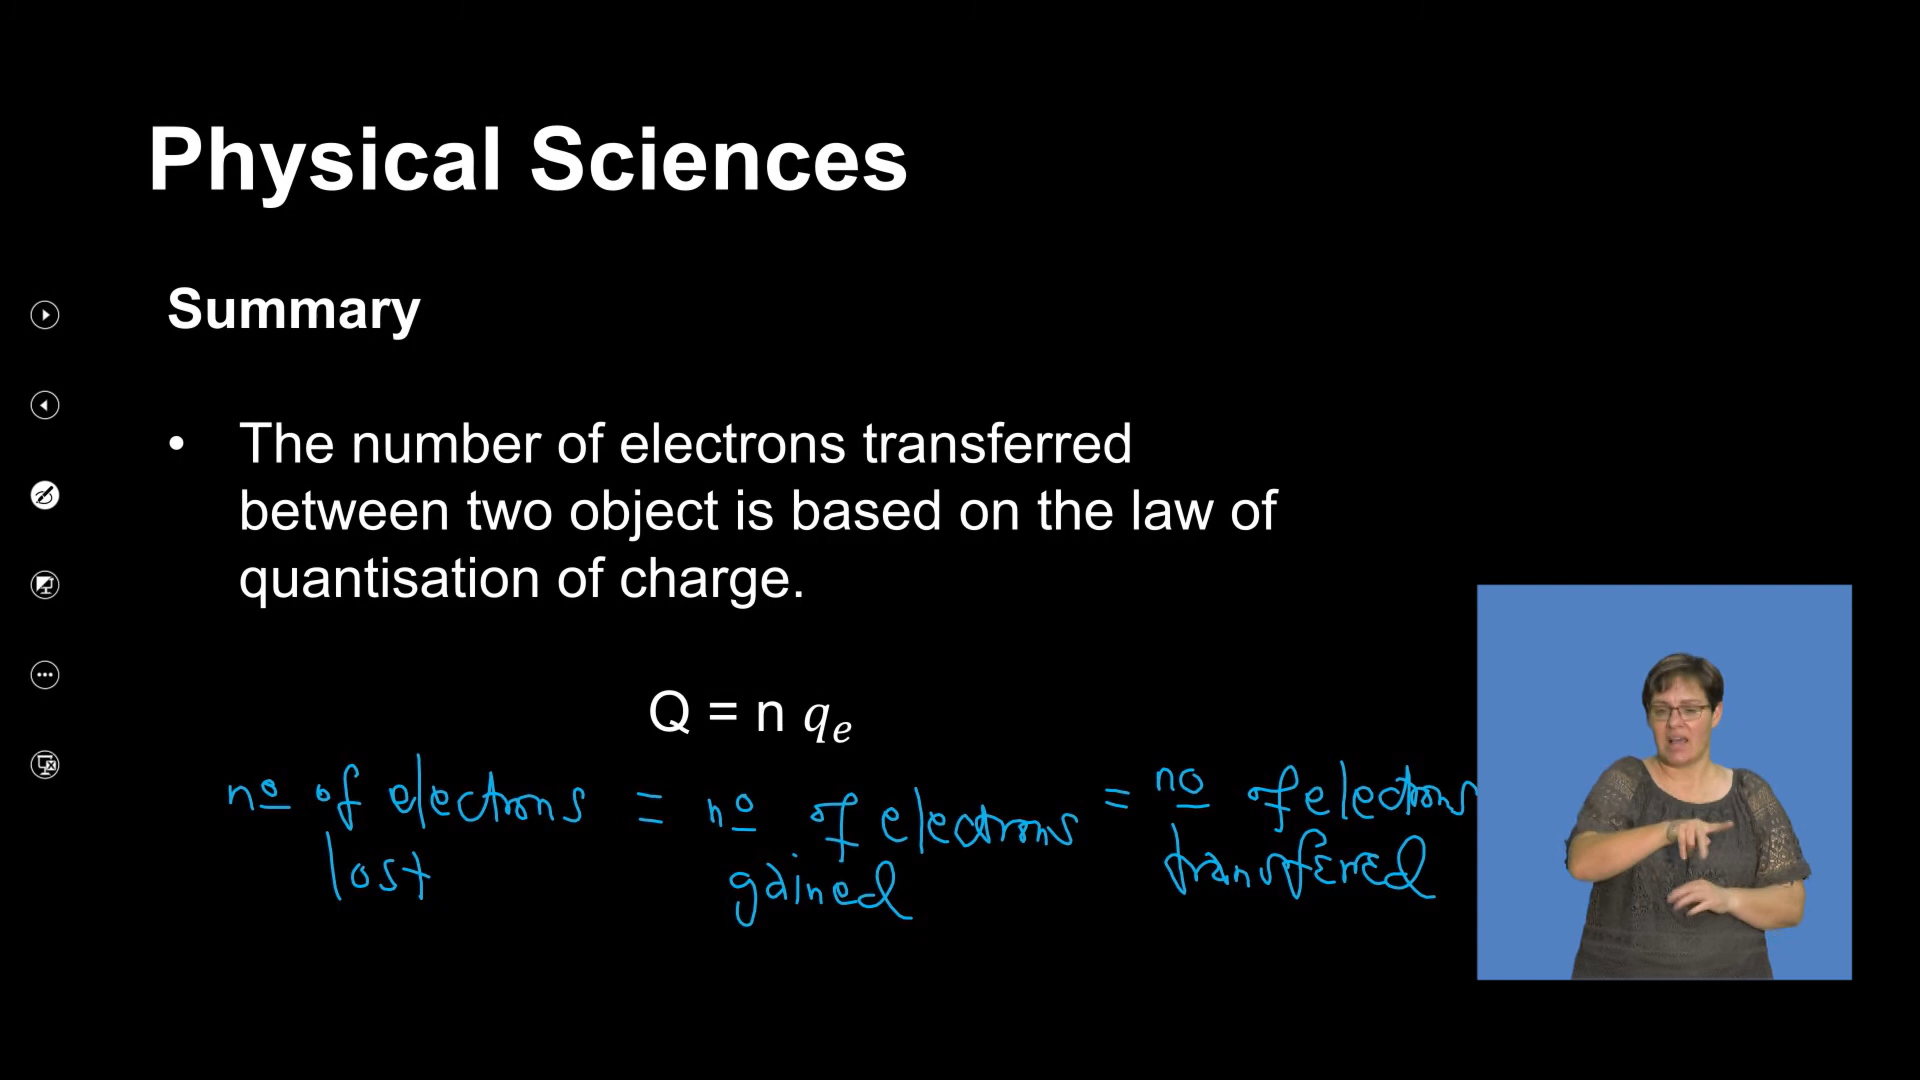 Physical Sciences
Summary
• The number of electrons transferred
between two object is based on the law of
quantisation of charge.
Q = n qₑ
no of electrons = no of electrons = no of electrons
lost gained transferred